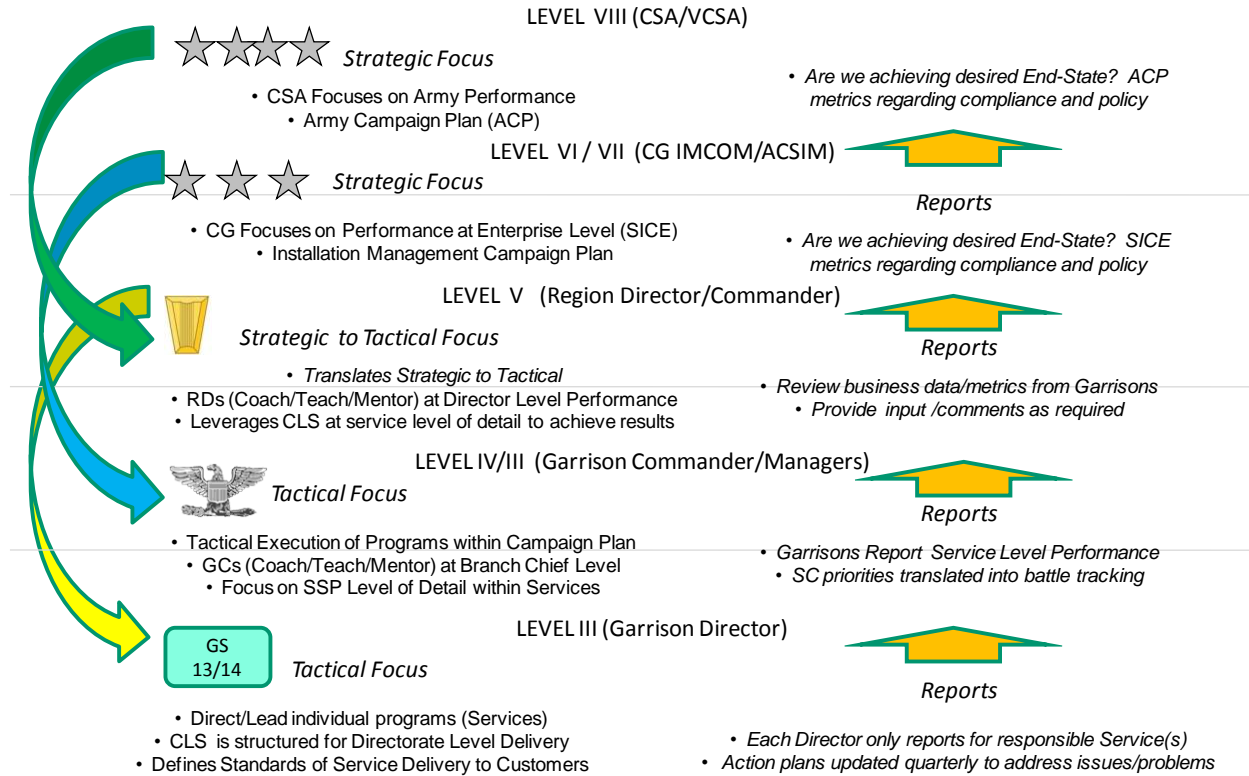 LEVEL VIII (CSA/VCSA)
Strategic Focus
• CSA Focuses on Army Performance
• Army Campaign Plan (ACP)
• Are we achieving desired End-State? ACP
metrics regarding compliance and policy
LEVEL VI / VII (CG IMCOM/ACSIM)
Strategic Focus
Reports
• CG Focuses on Performance at Enterprise Level (SICE)
• Installation Management Campaign Plan
• Are we achieving desired End-State? SICE
metrics regarding compliance and policy
LEVEL V (Region Director/Commander)
Strategic to Tactical Focus
Reports
• Translates Strategic to Tactical
• RDs (Coach/Teach/Mentor) at Director Level Performance
• Leverages CLS at service level of detail to achieve results
• Review business data/metrics from Garrisons
• Provide input /comments as required
LEVEL IV/III (Garrison Commander/Managers)
Tactical Focus
Reports
• Tactical Execution of Programs within Campaign Plan
• GCs (Coach/Teach/Mentor) at Branch Chief Level
• Focus on SSP Level of Detail within Services
• Garrisons Report Service Level Performance
• SC priorities translated into battle tracking
LEVEL III (Garrison Director)
GS
13/14
Tactical Focus
Reports
• Direct/Lead individual programs (Services)
• CLS is structured for Directorate Level Delivery
• Defines Standards of Service Delivery to Customers
• Each Director only reports for responsible Service(s)
• Action plans updated quarterly to address issues/problems